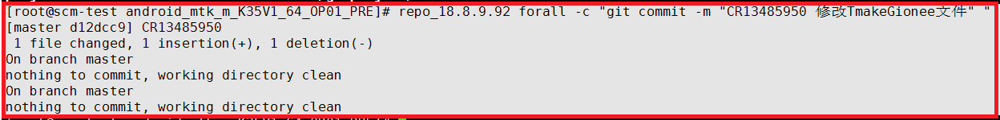 [root@scm-test android_mtk_m_K35V1_64_OP01_PRE]# repo_18.8.9.92 forall -c "git commit -m "CR13485950 修改TmakeGionee文件" "
[master d12dcc9] CR13485950
 1 file changed, 1 insertion(+), 1 deletion(-)
On branch master
nothing to commit, working directory clean
On branch master
nothing to commit, working directory clean